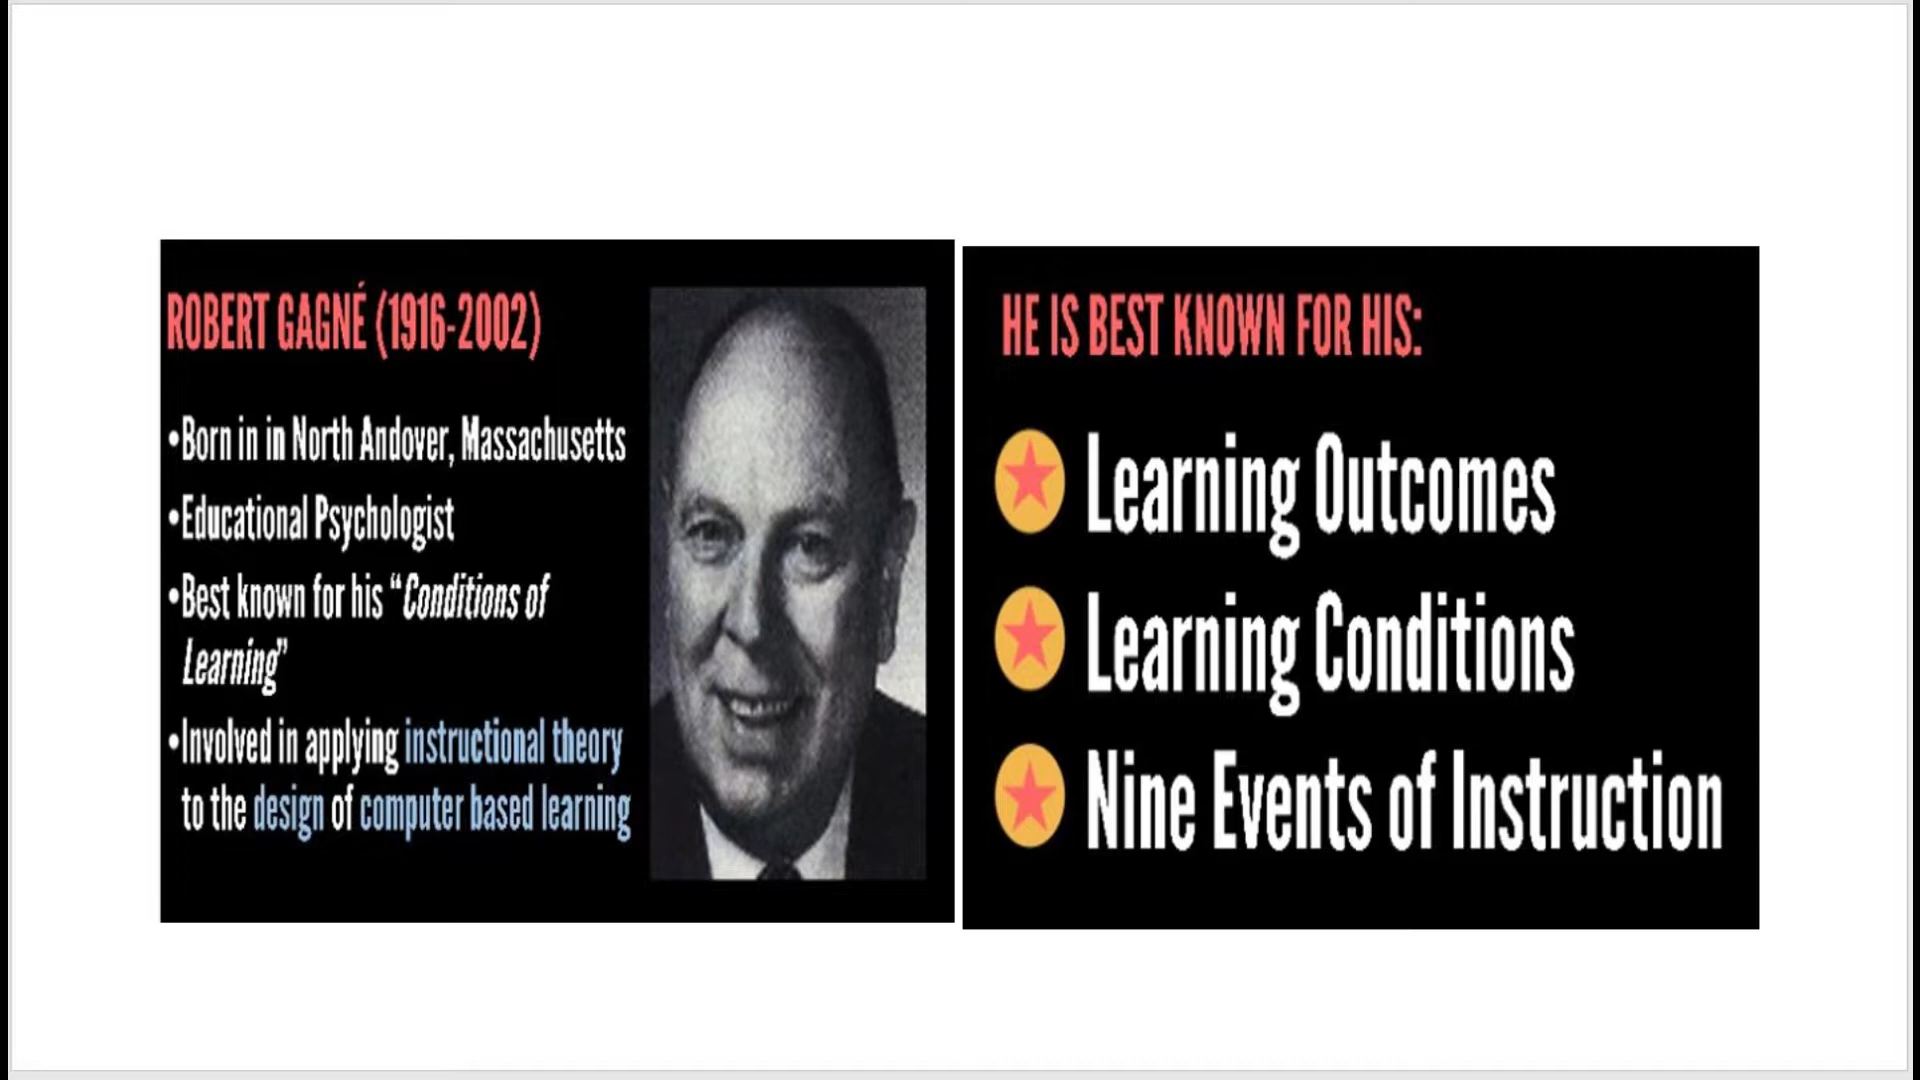 ROBERT GAGNÉ (1916-2002)
•Born in in North Andover, Massachusetts
•Educational Psychologist
•Best known for his “Conditions of
Learning”
•Involved in applying instructional theory
to the design of computer based learning
HE IS BEST KNOWN FOR HIS:
Learning Outcomes
Learning Conditions
Nine Events of Instruction